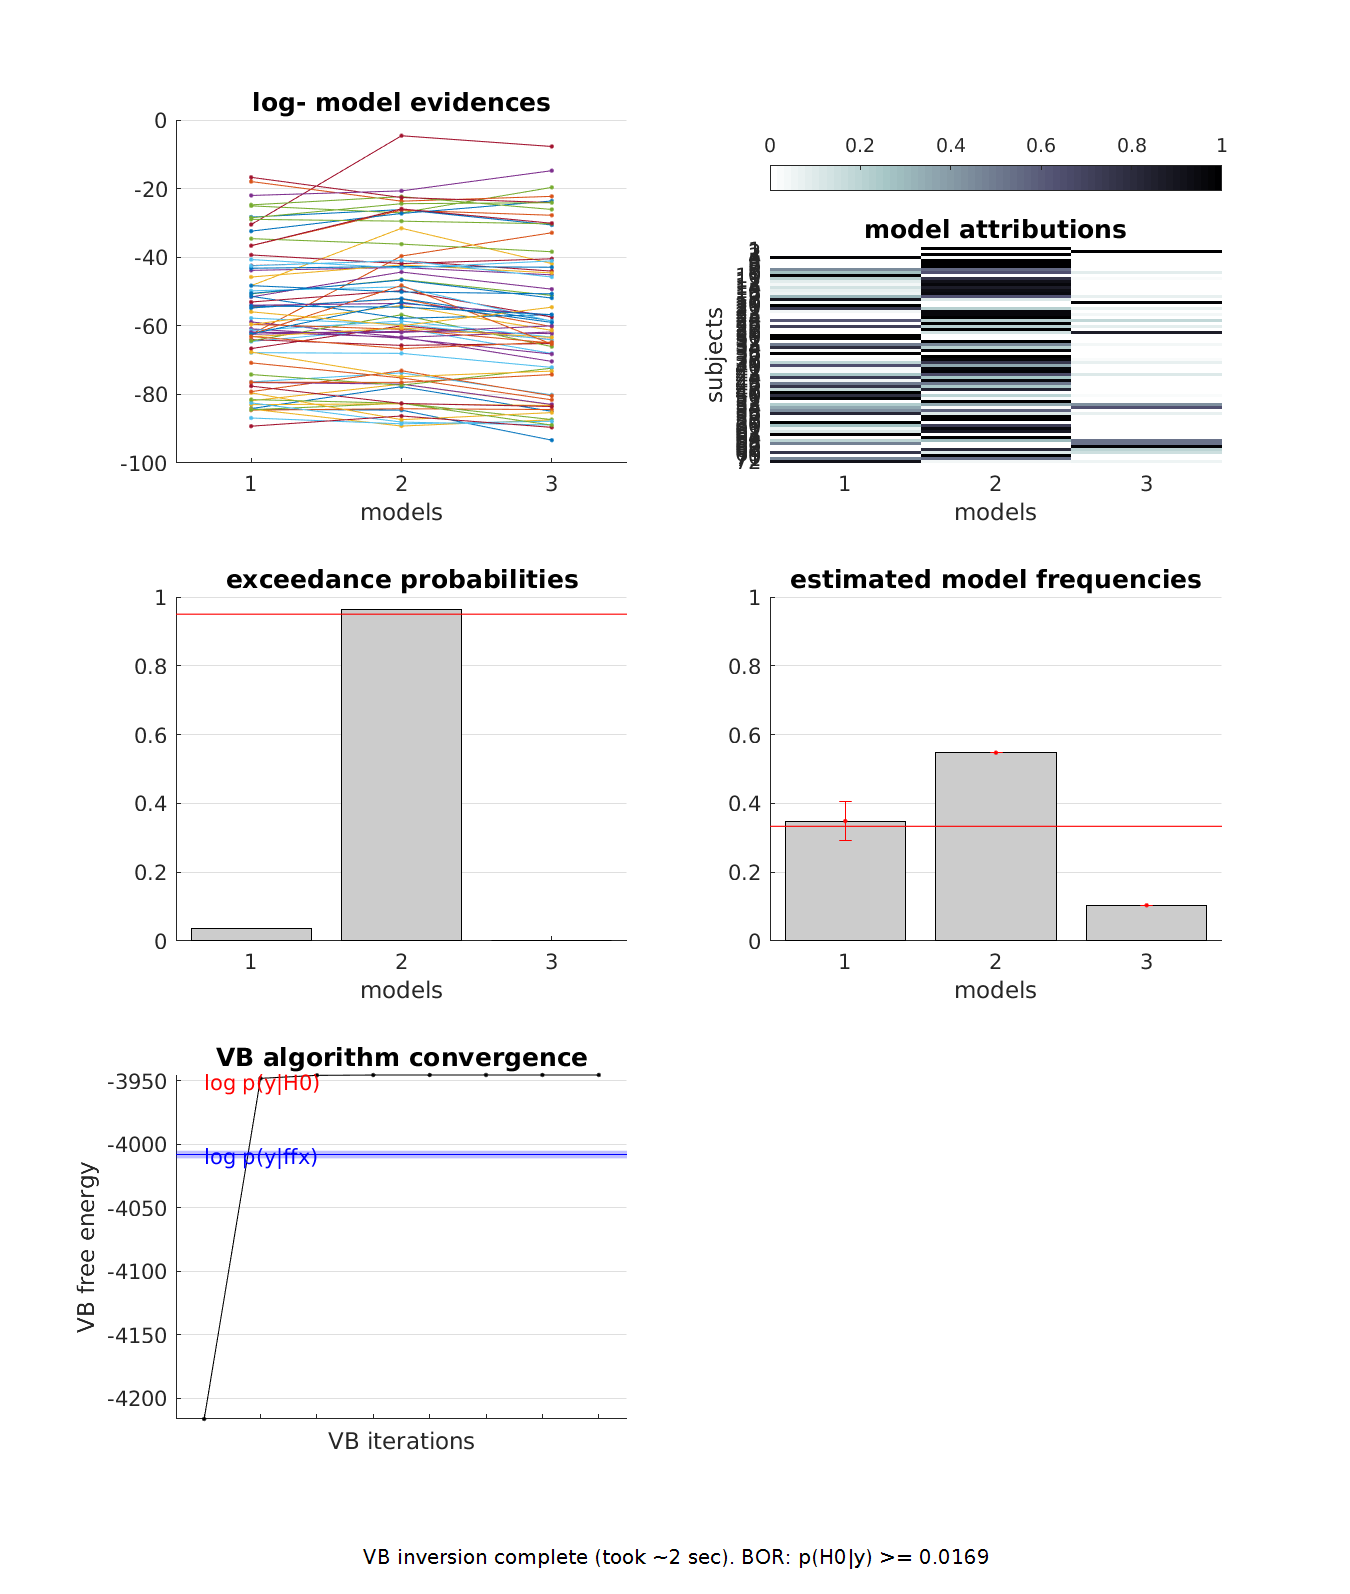 log- model evidences
0
-20
-40
-60
-80
-100
1 2 3
models
0 0.2 0.4 0.6 0.8 1
model attributions
subjects
1
72
1 2 3
models
exceedance probabilities
1
0.8
0.6
0.4
0.2
0
1 2 3
models
estimated model frequencies
1
0.8
0.6
0.4
0.2
0
1 2 3
models
VB algorithm convergence
-3950
-4000
-4050
-4100
-4150
-4200
VB free energy
log p(y|H0)
log p(y|ffx)
VB iterations
VB inversion complete (took ~2 sec). BOR: p(H0|y) >= 0.0169